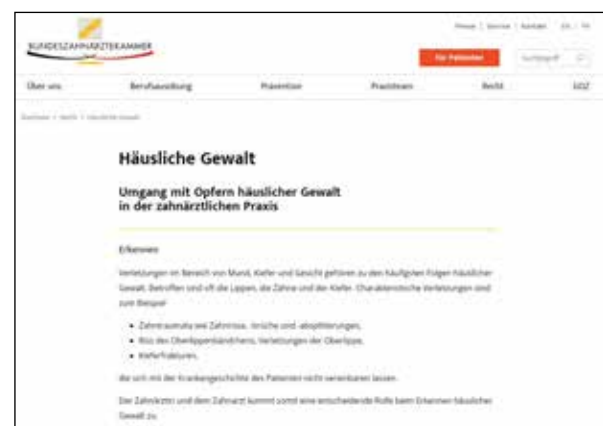 BUNDESZAHNÄRZTEKAMMER
Presse | Service | Kontakt
Für Patienten
Suchbegriff
Über uns
Berufsausübung
Prävention
Praxisteam
Recht
GOZ
Häusliche Gewalt
Umgang mit Opfern häuslicher Gewalt
in der zahnärztlichen Praxis
Erkennen
Verletzungen im Bereich von Mund, Kiefer und Gesicht gehören zu den häufigsten Folgen häuslicher
Gewalt. Betroffen sind oft die Lippen, die Zähne und der Kiefer. Charakteristische Verletzungen sind
zum Beispiel
• Zahntraumata wie Zahnrisse, -brüche und -absplitterungen,
• Riss des Oberlippenbändchens, Verletzungen der Oberlippe,
• Kieferfrakturen,
die sich mit der Krankengeschichte des Patienten nicht vereinbaren lassen.
Der Zahnärztin und dem Zahnarzt kommt somit eine entscheidende Rolle beim Erkennen häuslicher
Gewalt zu.